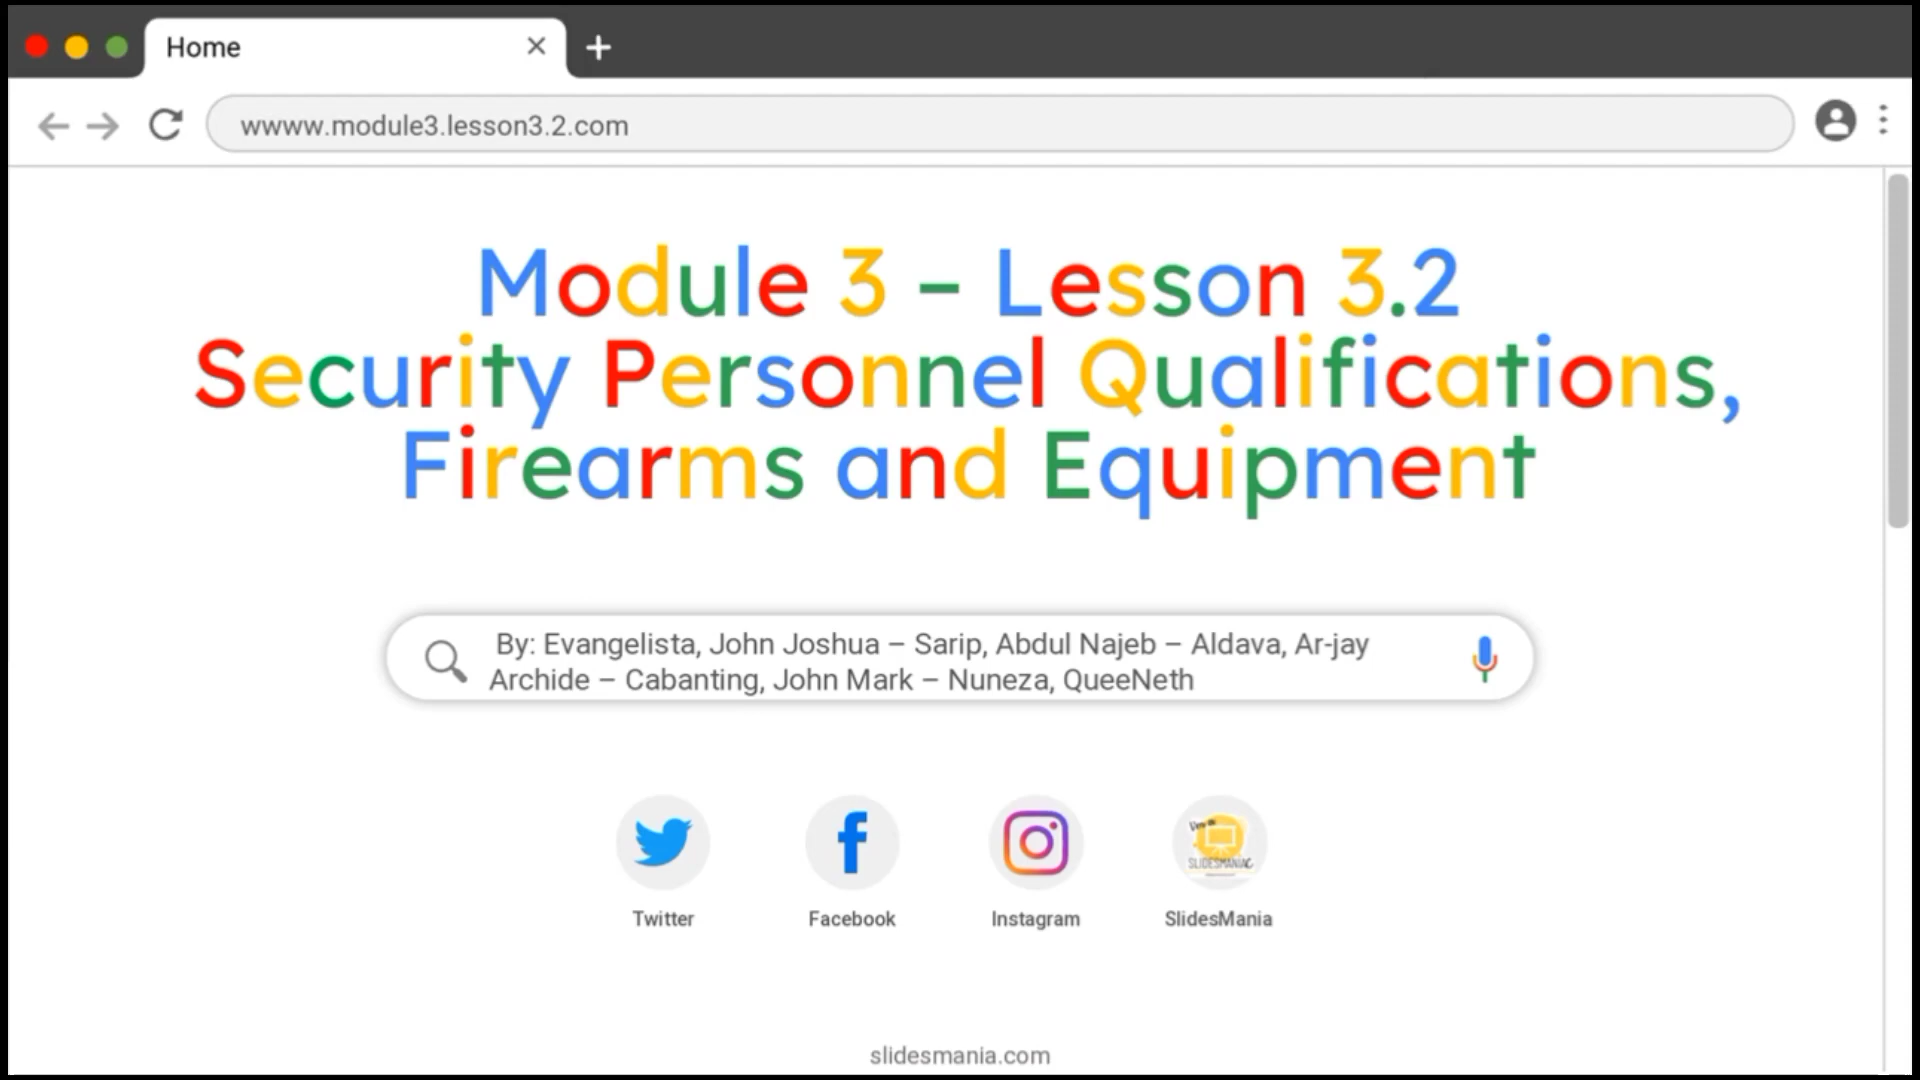 Home
wwww.module3.lesson3.2.com
Module 3 – Lesson 3.2
Security Personnel Qualifications,
Firearms and Equipment
By: Evangelista, John Joshua – Sarip, Abdul Najeb – Aldava, Ar-jay
Archide – Cabanting, John Mark – Nuneza, QueeNeth
SLIDESMANIAC
Twitter
Facebook
Instagram
SlidesMania
slidesmania.com